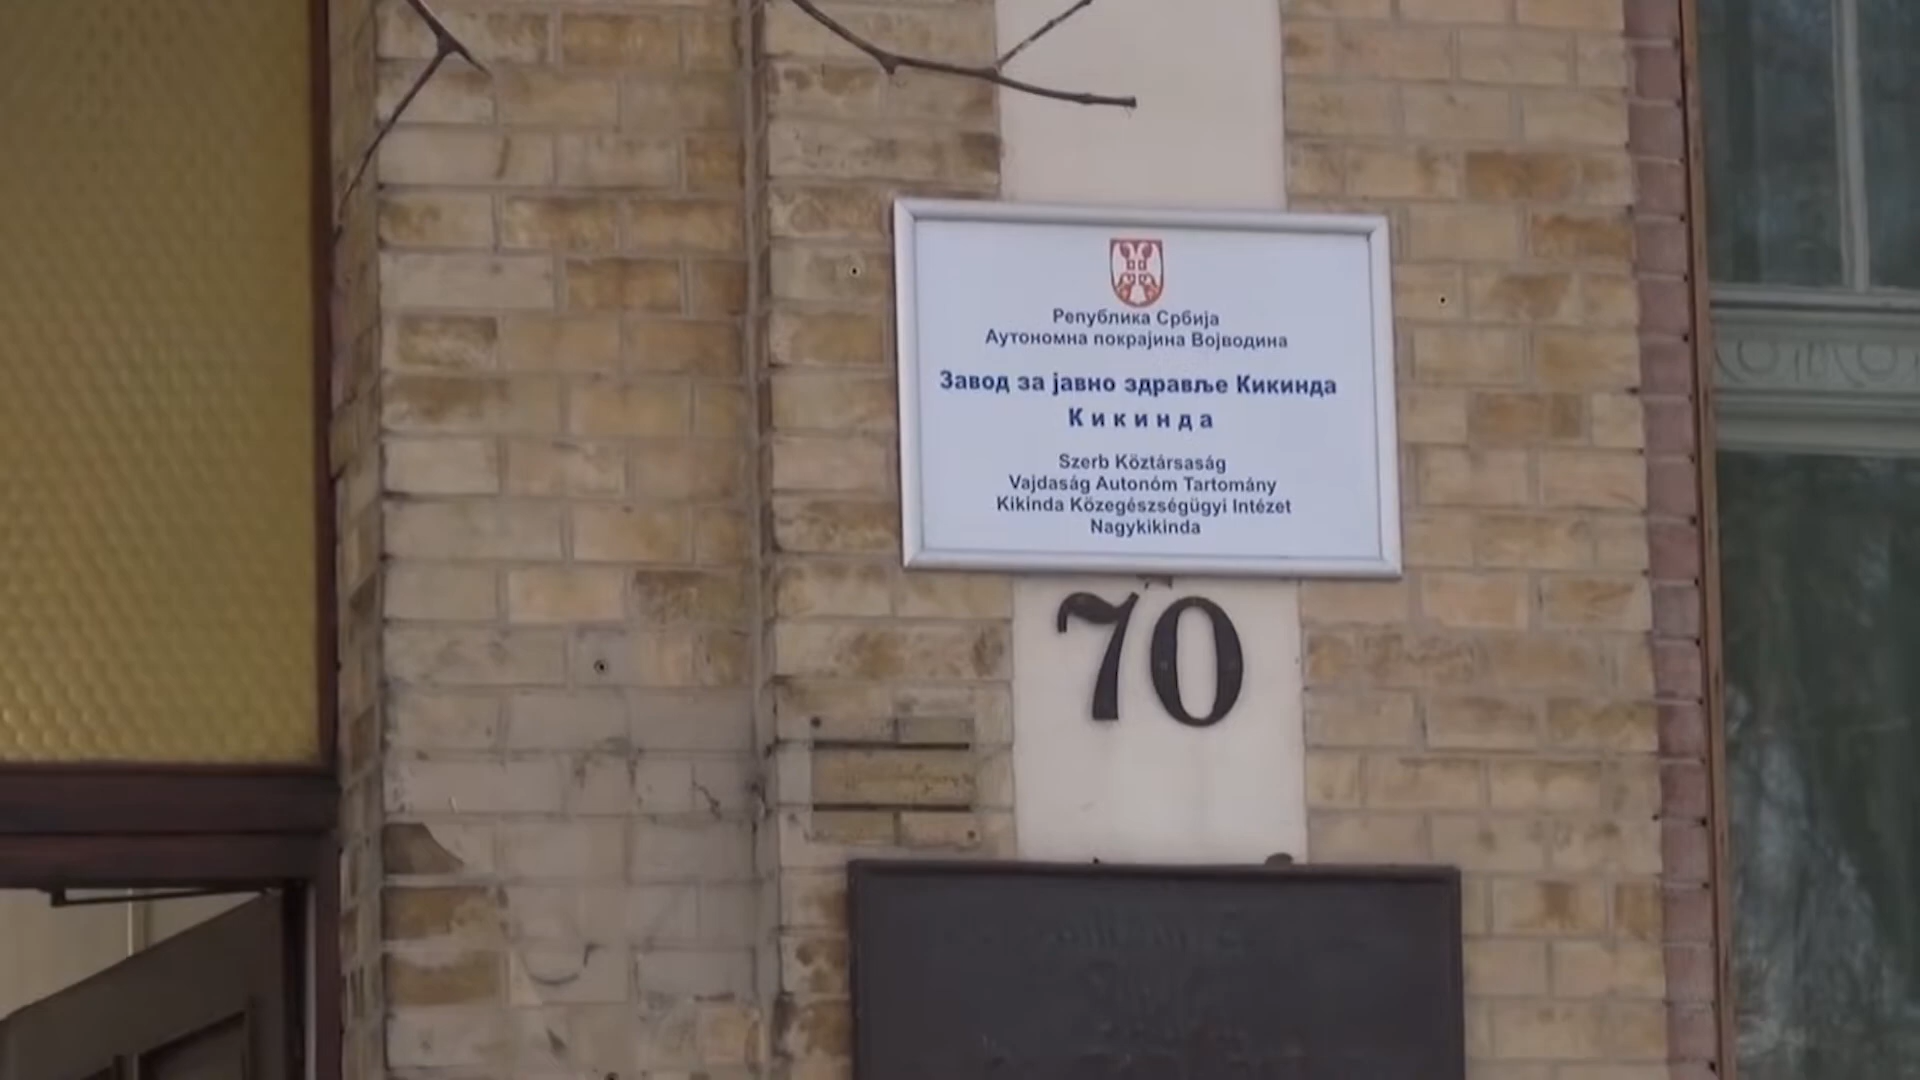 Република Србија
Аутономна покрајина Војводина
Завод за јавно здравље Кикинда
Кикинда
Szerb Köztársaság
Vajdaság Autonóm Tartomány
Kikinda Közegészségügyi Intézet
Nagykikinda
70